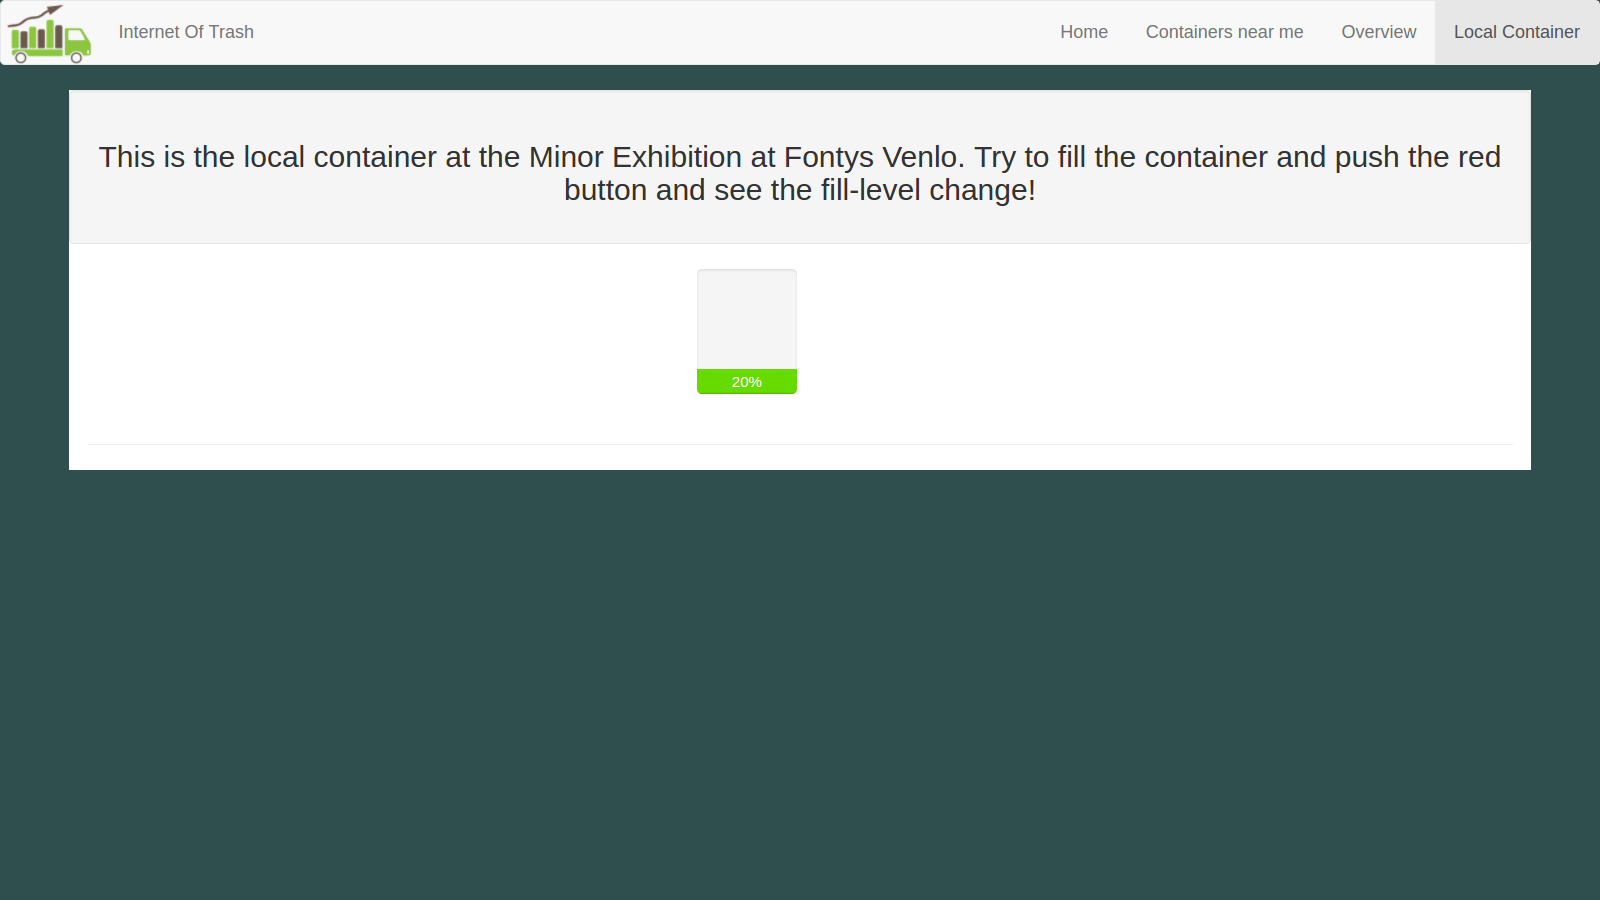 Internet Of Trash
Home
Containers near me
Overview
Local Container
This is the local container at the Minor Exhibition at Fontys Venlo. Try to fill the container and push the red
button and see the fill-level change!
20%